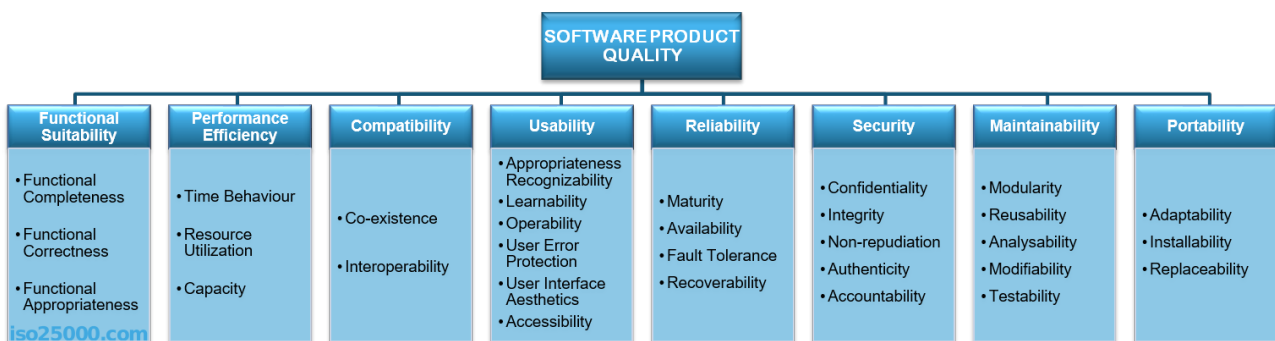 SOFTWARE PRODUCT
QUALITY
Functional
Suitability
• Functional
Completeness
• Functional
Correctness
• Functional
Appropriateness
Performance
Efficiency
• Time Behaviour
• Resource
Utilization
• Capacity
Compatibility
• Co-existence
• Interoperability
Usability
• Appropriateness
Recognizability
• Learnability
• Operability
• User Error
Protection
• User Interface
Aesthetics
• Accessibility
Reliability
• Maturity
• Availability
• Fault Tolerance
• Recoverability
Security
• Confidentiality
• Integrity
• Non-repudiation
• Authenticity
• Accountability
Maintainability
• Modularity
• Reusability
• Analysability
• Modifiability
• Testability
Portability
• Adaptability
• Installability
• Replaceability
iso25000.com